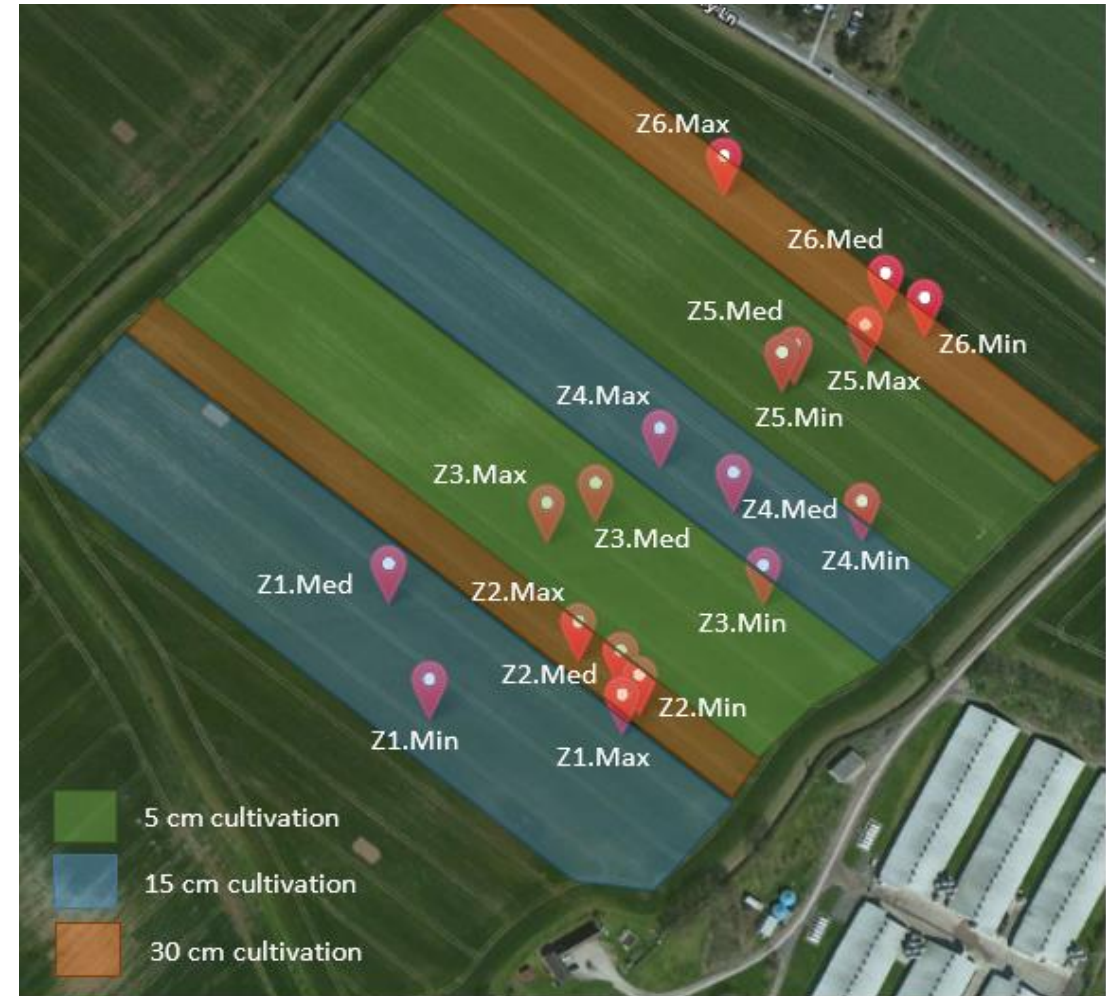 y Ln
Z6.Max
Z6.Med
Z5.Med
Z6.Min
Z5.Max
Z4.Max
Z5.Min
Z3.Max
Z4.Med
Z3.Med
Z4.Min
Z1.Med
Z2.Max
Z3.Min
Z2.Med
Z2.Min
Z1.Min
Z1.Max
5 cm cultivation
15 cm cultivation
30 cm cultivation